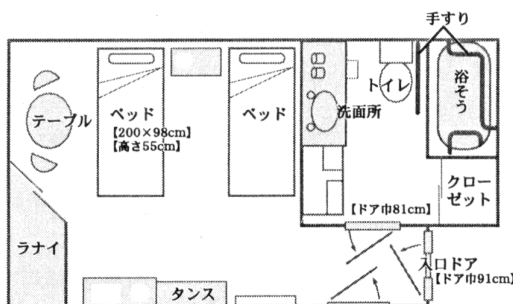 手すり
トイレ
浴そう
テーブル
ベッド
【200×98cm】
【高さ55cm】
ベッド
洗面所
クロー
ゼット
【ドア巾81cm】
ラナイ
入口ドア
【ドア巾91cm】
タンス